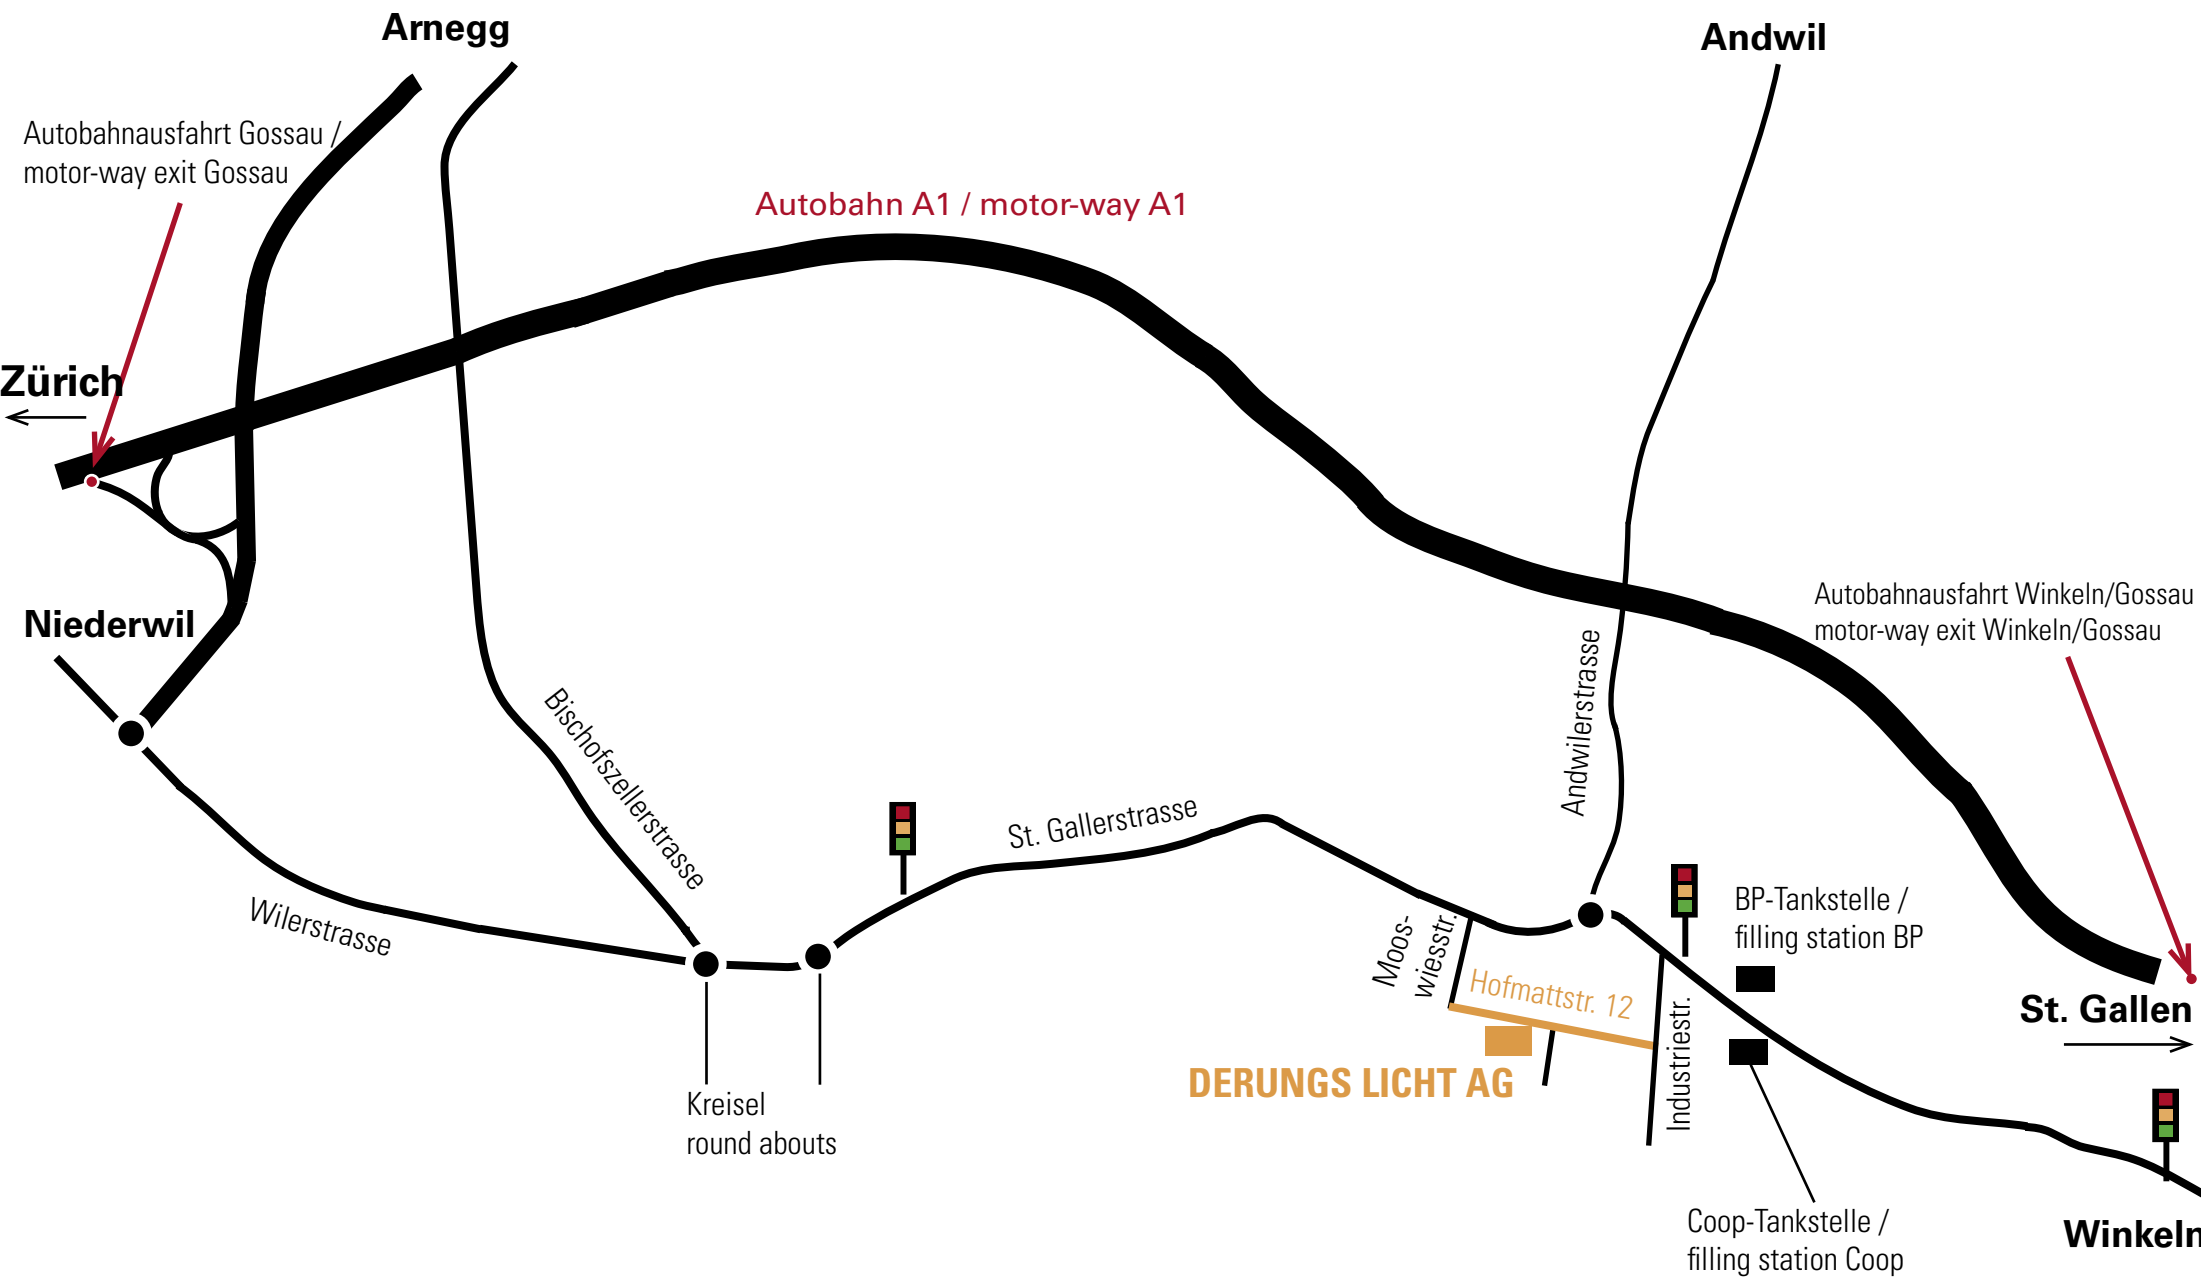 Arnegg
Andwil
Autobahnausfahrt Gossau /
motor-way exit Gossau
Autobahn A1 / motor-way A1
Zürich
Niederwil
Autobahnausfahrt Winkeln/Gossau
motor-way exit Winkeln/Gossau
Andwilerstrasse
Bischofszellerstrasse
St. Gallerstrasse
Wilerstrasse
BP-Tankstelle /
filling station BP
Moos-
wiesstr.
Hofmattstr. 12
Industriestr.
St. Gallen
DERUNGS LICHT AG
Kreisel
round abouts
Coop-Tankstelle /
filling station Coop
Winkeln